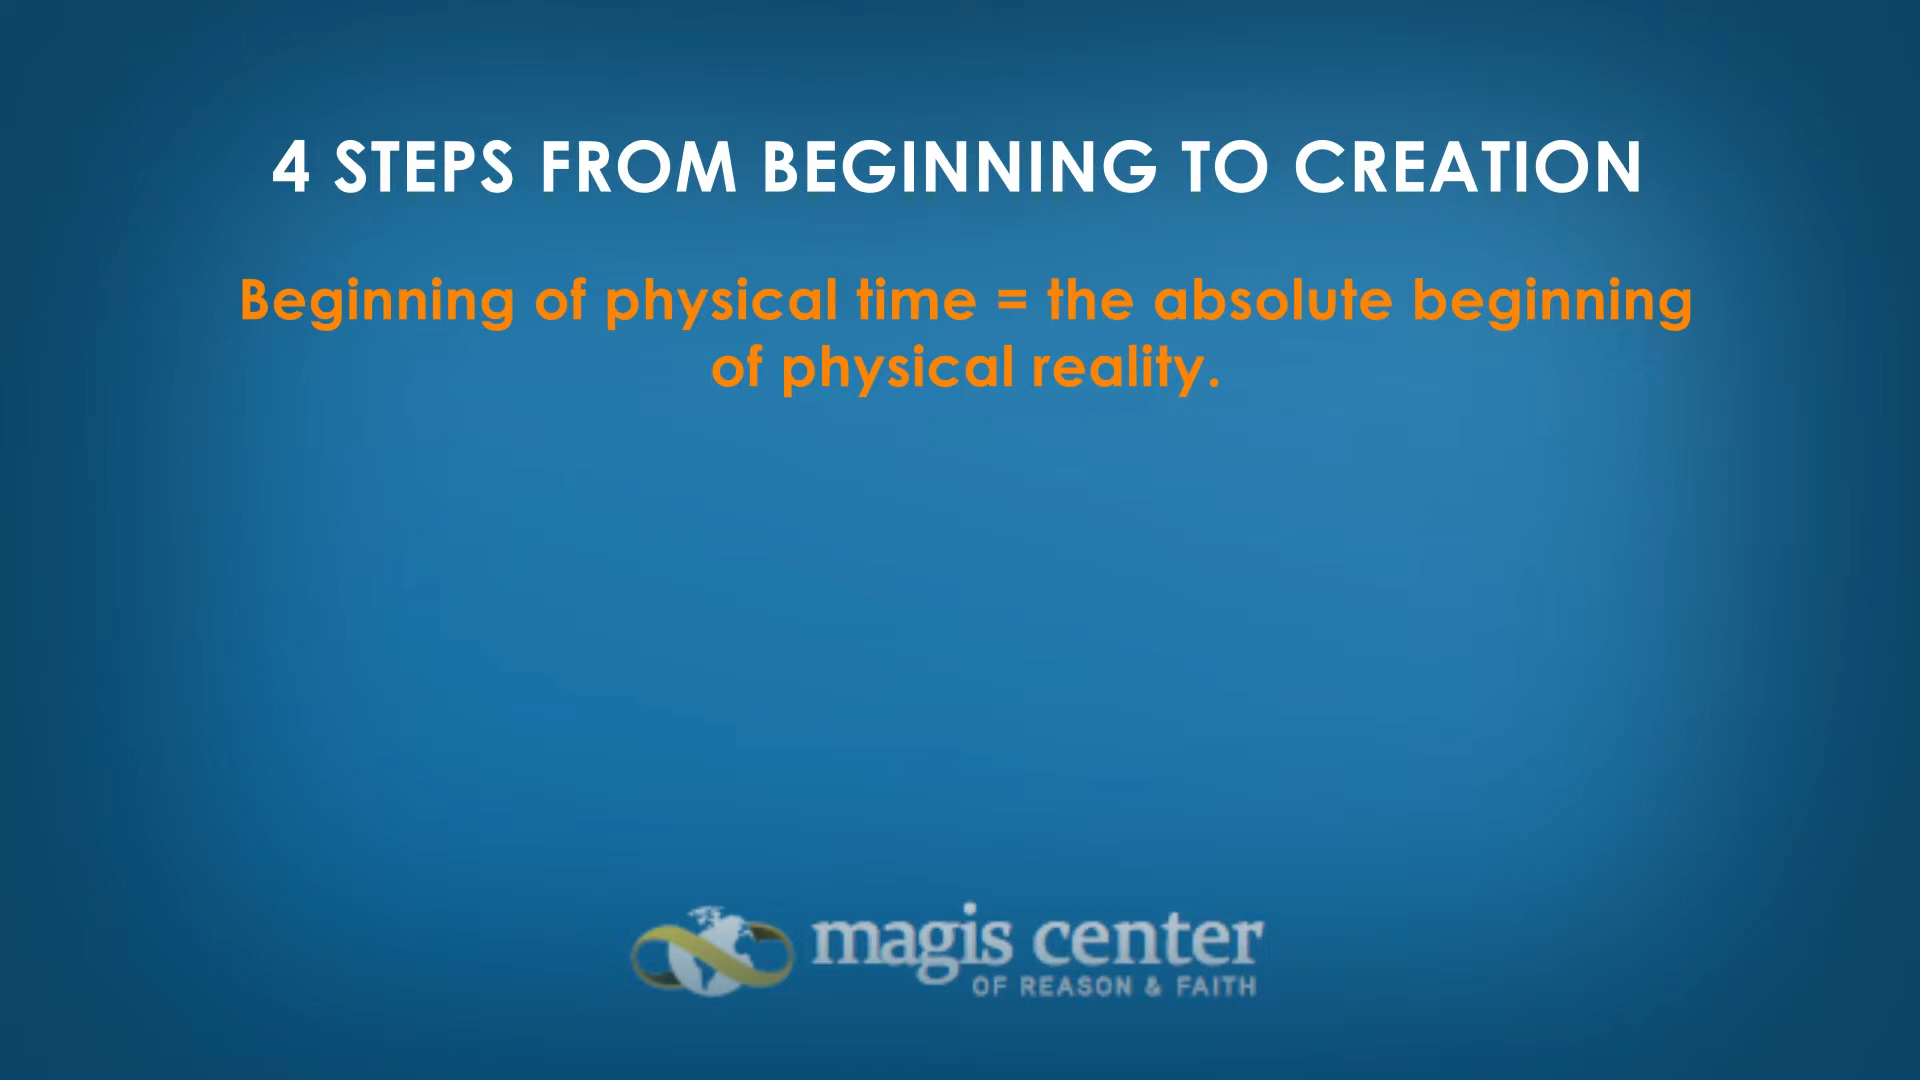 4 STEPS FROM BEGINNING TO CREATION
Beginning of physical time = the absolute beginning
of physical reality.
magis center
OF REASON & FAITH